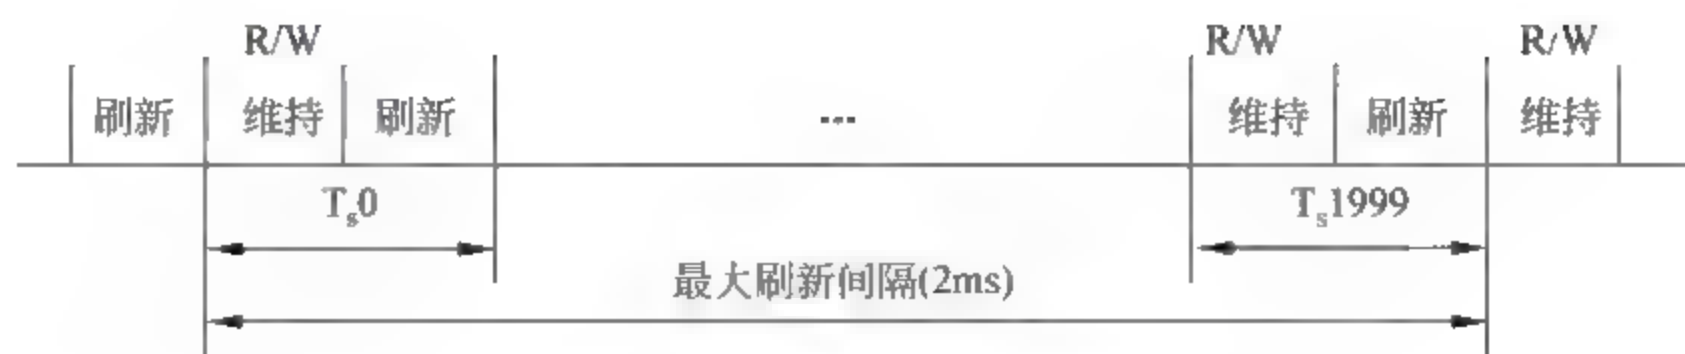 R/W R/W R/W
刷新 维持 刷新 ... 维持 刷新 维持
Ts0 Ts1999
最大刷新间隔(2ms)